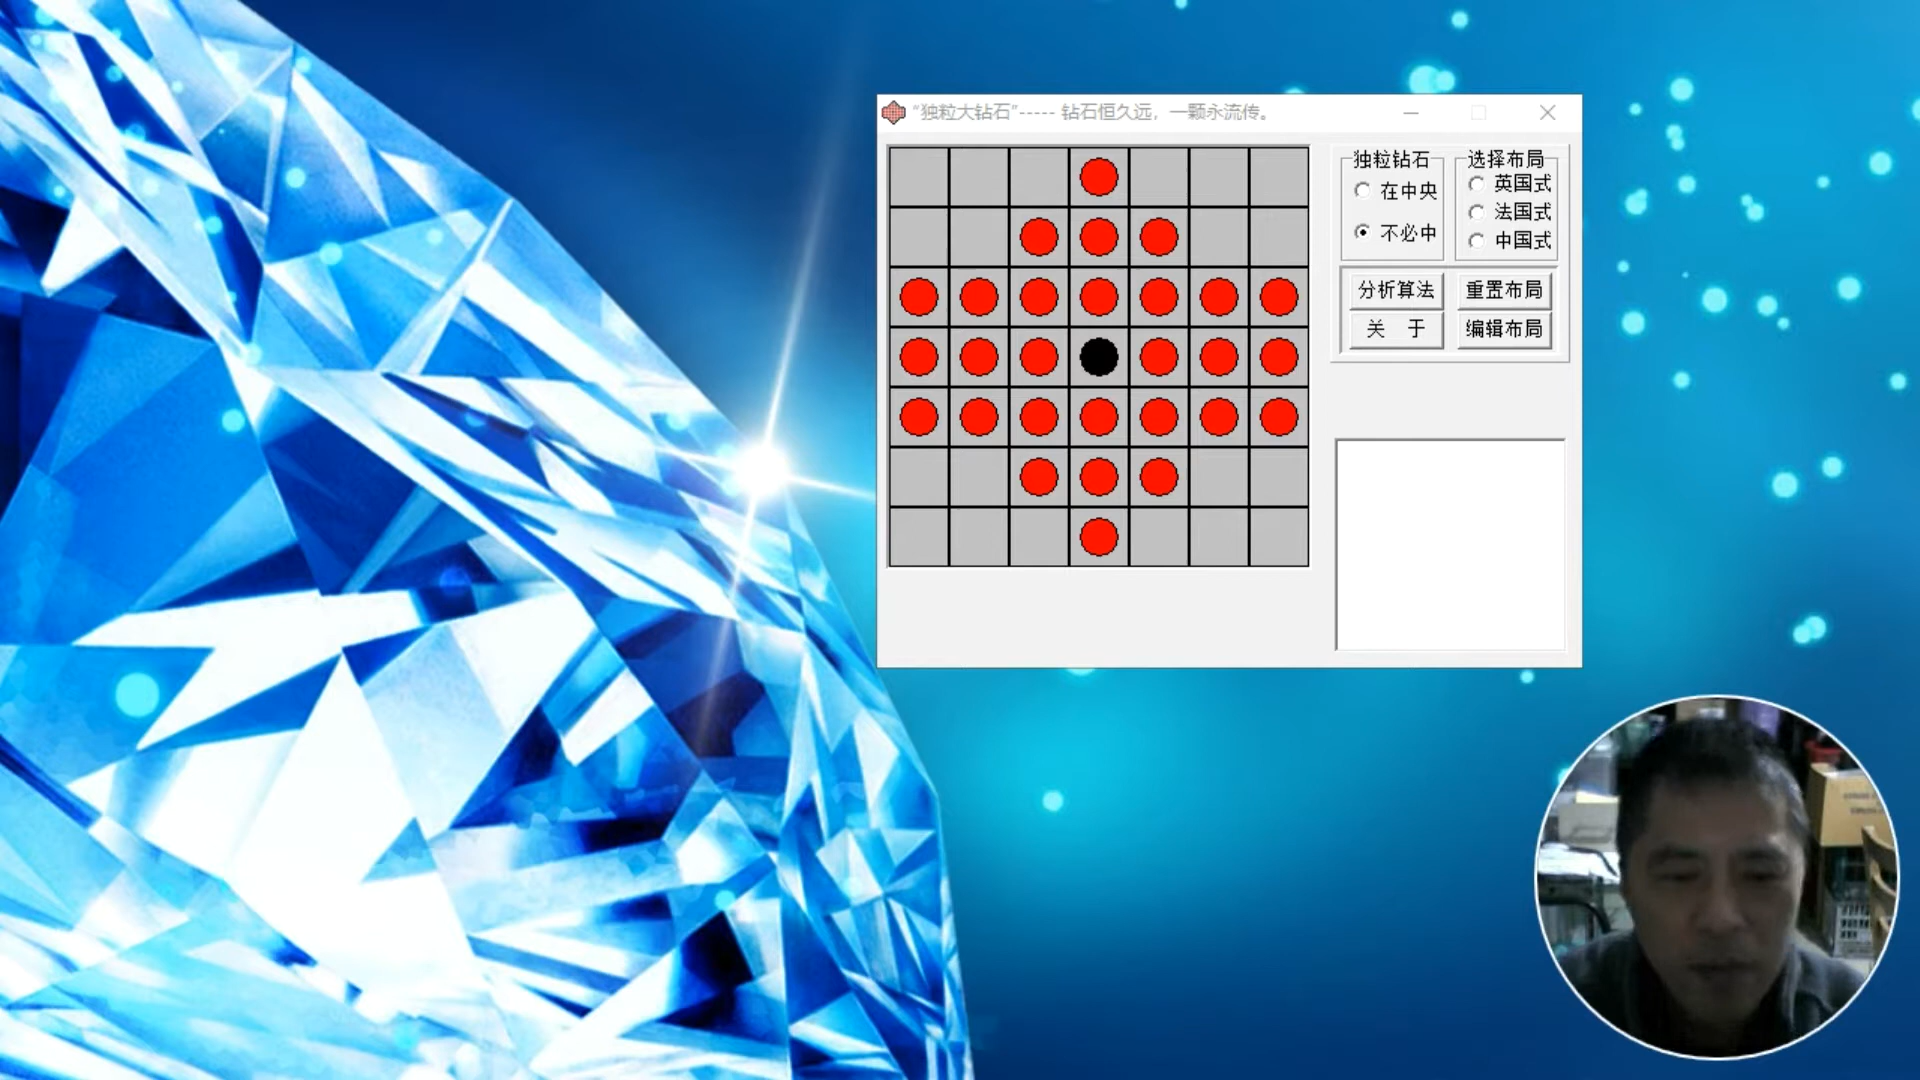 “独粒大钻石”----- 钻石恒久远，一颗永流传。
独粒钻石
在中央
不必中
选择布局
英国式
法国式
中国式
分析算法
重置布局
关 于
编辑布局